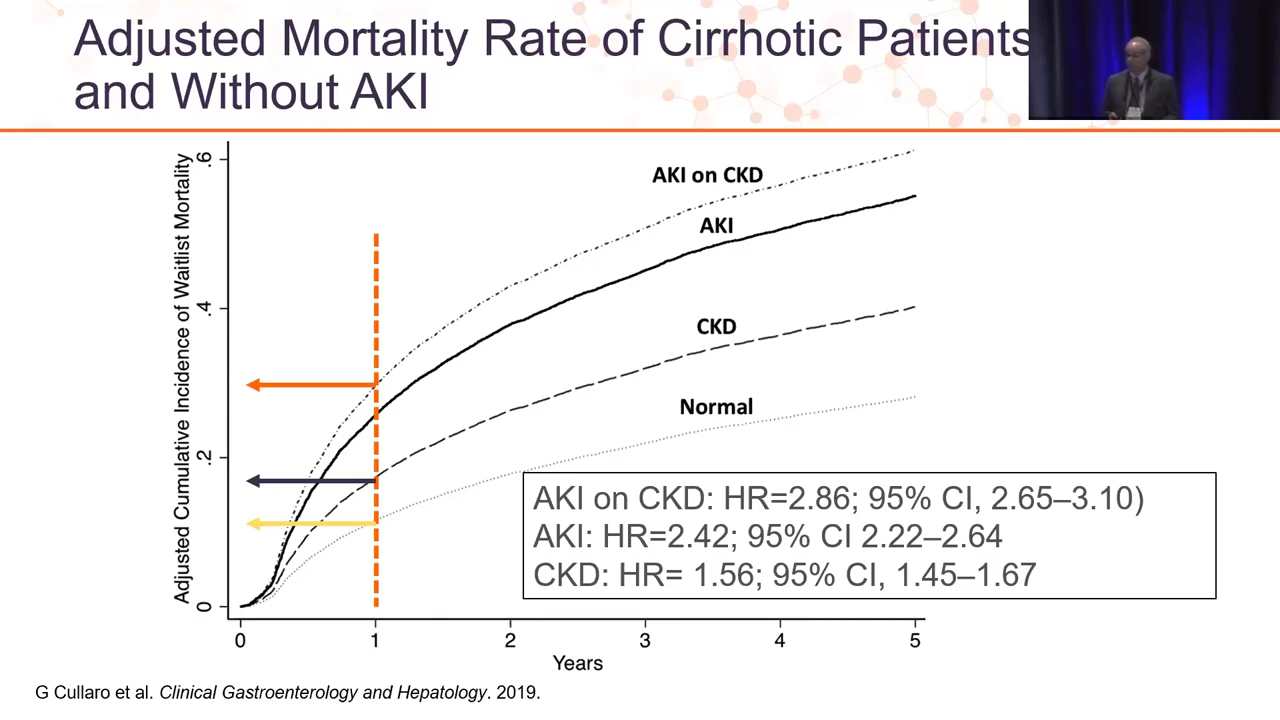 Adjusted Mortality Rate of Cirrhotic Patients
and Without AKI
Adjusted Cumulative Incidence of Waitlist Mortality
.6
.4
.2
0
AKI on CKD
AKI
CKD
Normal
AKI on CKD: HR=2.86; 95% CI, 2.65–3.10)
AKI: HR=2.42; 95% CI 2.22–2.64
CKD: HR= 1.56; 95% CI, 1.45–1.67
0 1 2 3 4 5
Years
G Cullaro et al. Clinical Gastroenterology and Hepatology. 2019.